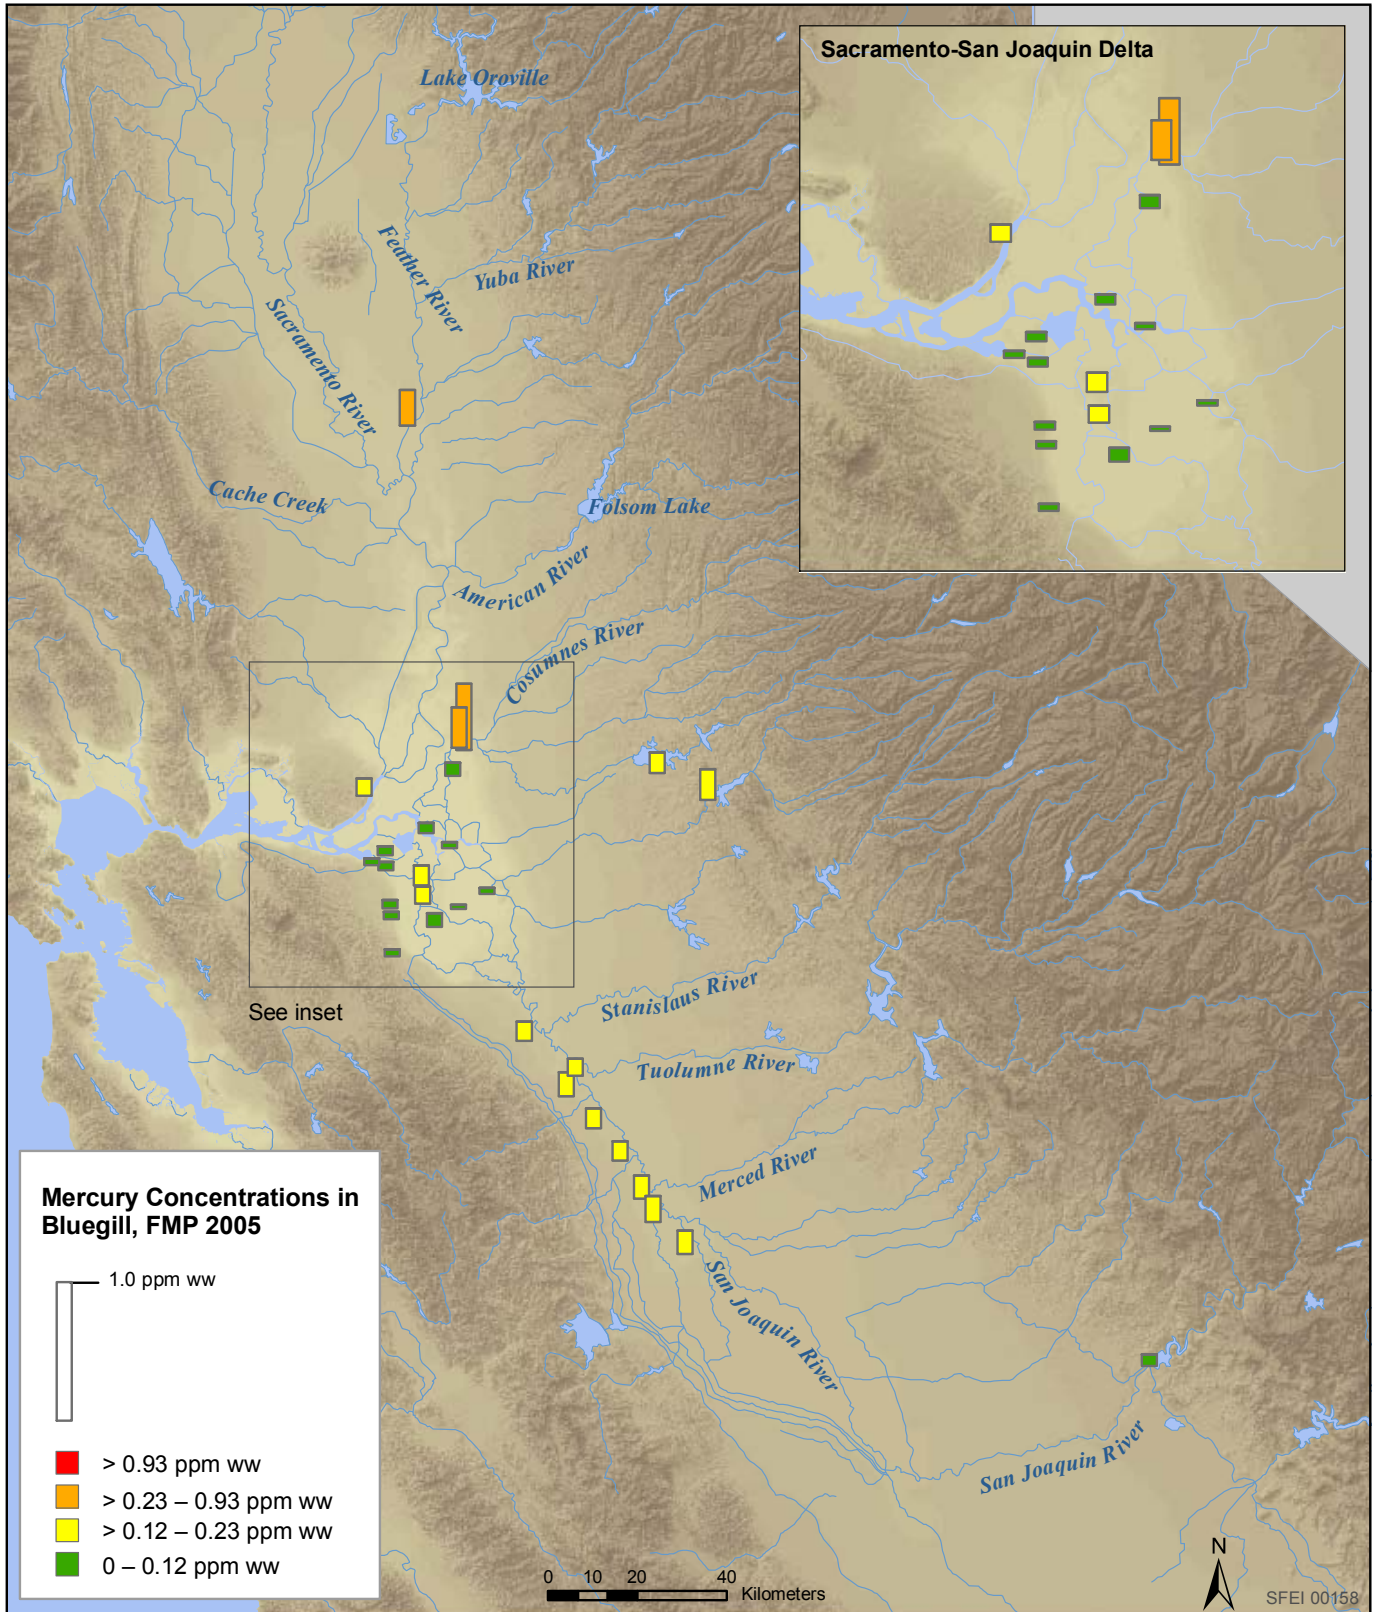 Sacramento-San Joaquin Delta
Lake Oroville
Feather River
Yuba River
Sacramento River
Cache Creek
Folsom Lake
American River
Cosumnes River
See inset
Stanislaus River
Tuolumne River
Merced River
San Joaquin River
San Joaquin River
Mercury Concentrations in
Bluegill, FMP 2005
1.0 ppm ww
> 0.93 ppm ww
> 0.23 – 0.93 ppm ww
> 0.12 – 0.23 ppm ww
0 – 0.12 ppm ww
0 10 20 40
Kilometers
N
SFEI 00158